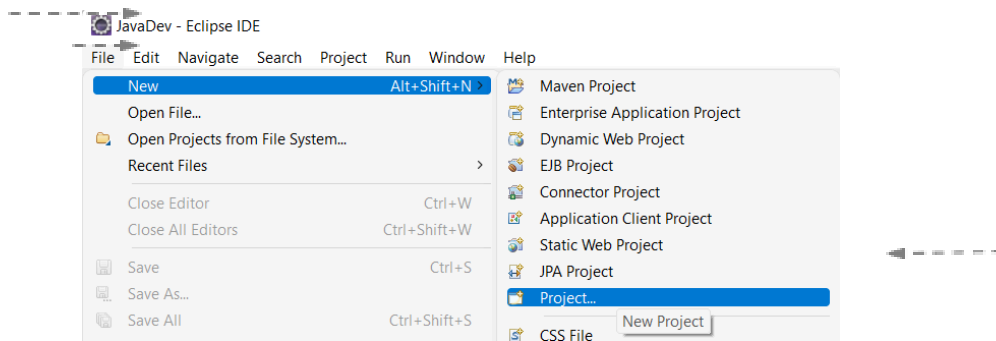 JavaDev - Eclipse IDE
File Edit Navigate Search Project Run Window Help
New Alt+Shift+N >
Open File...
Open Projects from File System...
Recent Files >
Close Editor Ctrl+W
Close All Editors Ctrl+Shift+W
Save Ctrl+S
Save As...
Save All Ctrl+Shift+S
Maven Project
Enterprise Application Project
Dynamic Web Project
EJB Project
Connector Project
Application Client Project
Static Web Project
JPA Project
Project...
New Project
CSS File